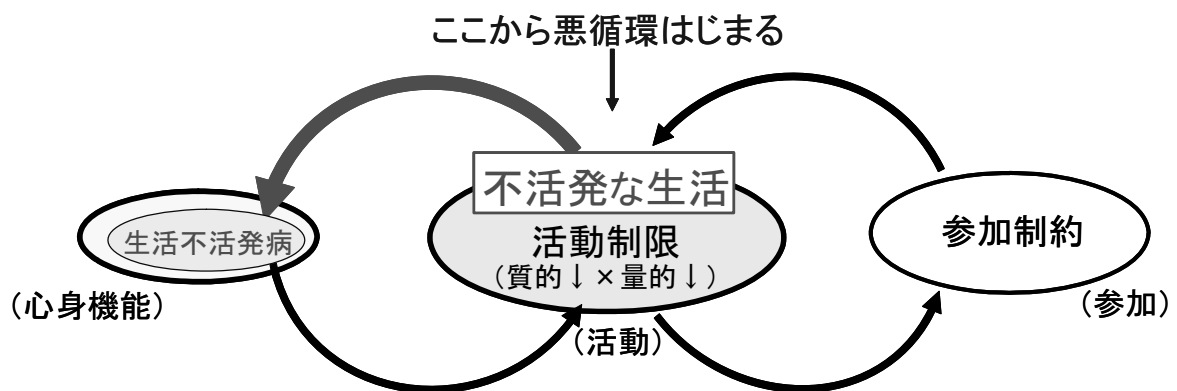 ここから悪循環はじまる
不活発な生活
生活不活発病
活動制限
(質的↓×量的↓)
参加制約
(心身機能)
(活動)
(参加)